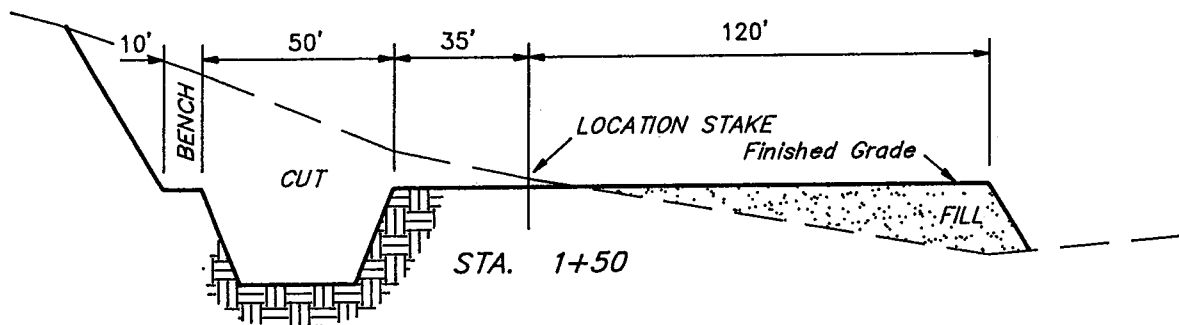 10' 50' 35' 120'
BENCH
LOCATION STAKE
Finished Grade
CUT
FILL
STA. 1+50